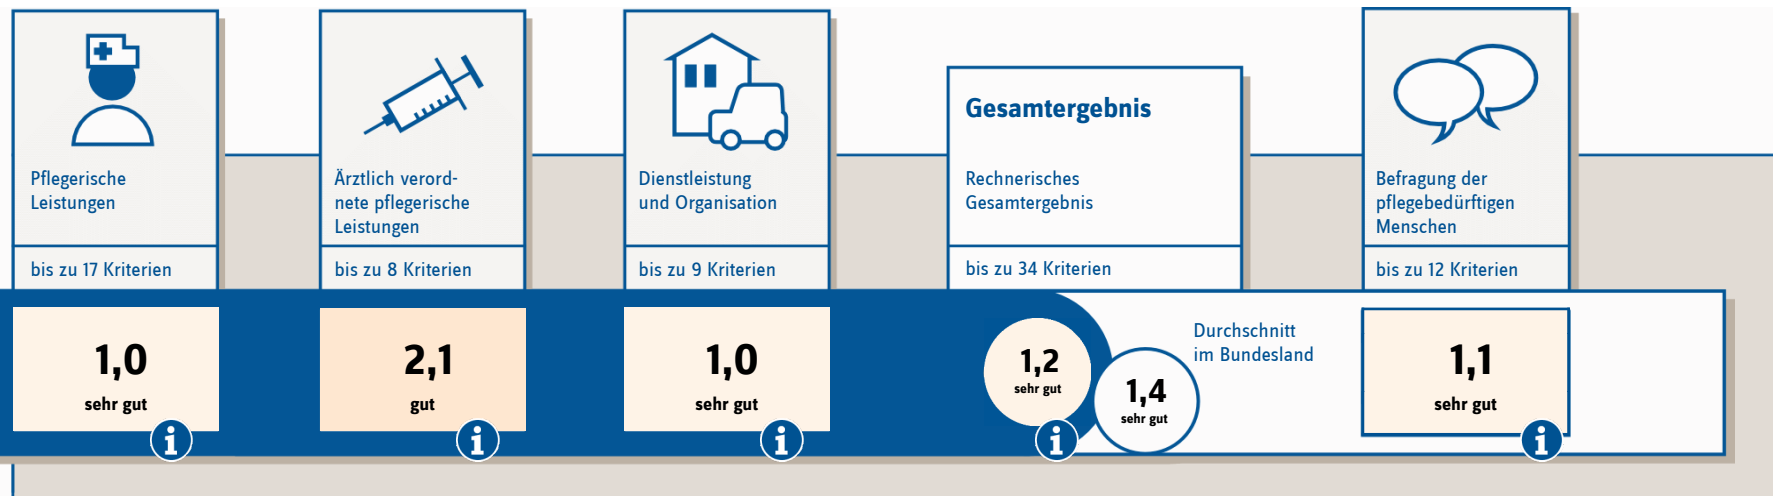 Pflegerische
Leistungen
bis zu 17 Kriterien
1,0
sehr gut
i
Ärztlich verord-
nete pflegerische
Leistungen
bis zu 8 Kriterien
2,1
gut
i
Dienstleistung
und Organisation
bis zu 9 Kriterien
1,0
sehr gut
i
Gesamtergebnis
Rechnerisches
Gesamtergebnis
bis zu 34 Kriterien
1,2
sehr gut
i
1,4
sehr gut
Durchschnitt
im Bundesland
Befragung der
pflegebedürftigen
Menschen
bis zu 12 Kriterien
1,1
sehr gut
i